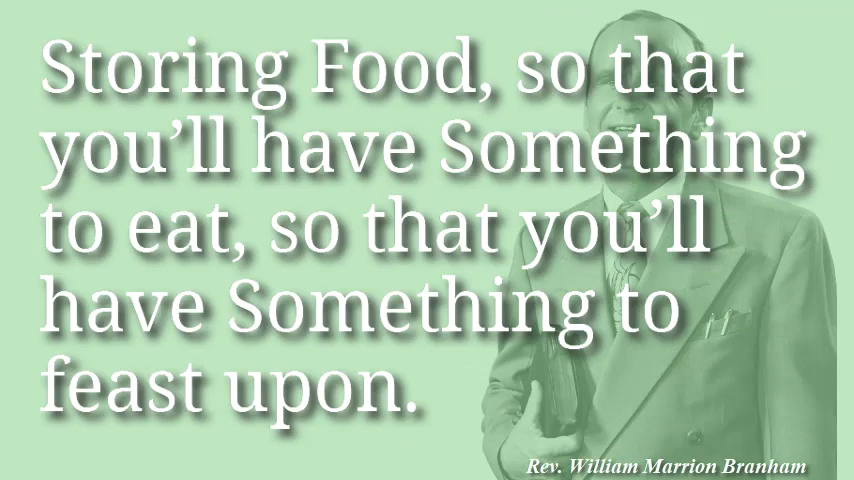 Storing Food, so that
you’ll have Something
to eat, so that you’ll
have Something to
feast upon.
Rev. William Marrion Branham